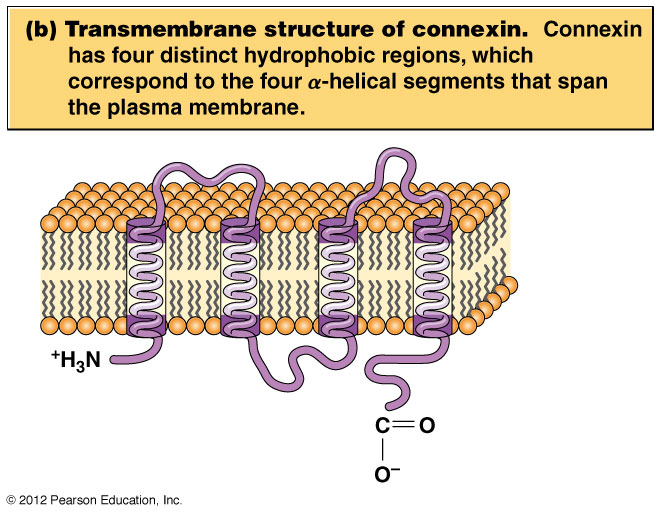 (b) Transmembrane structure of connexin. Connexin
has four distinct hydrophobic regions, which
correspond to the four α-helical segments that span
the plasma membrane.
⁺H₃N
C=O
O⁻
© 2012 Pearson Education, Inc.